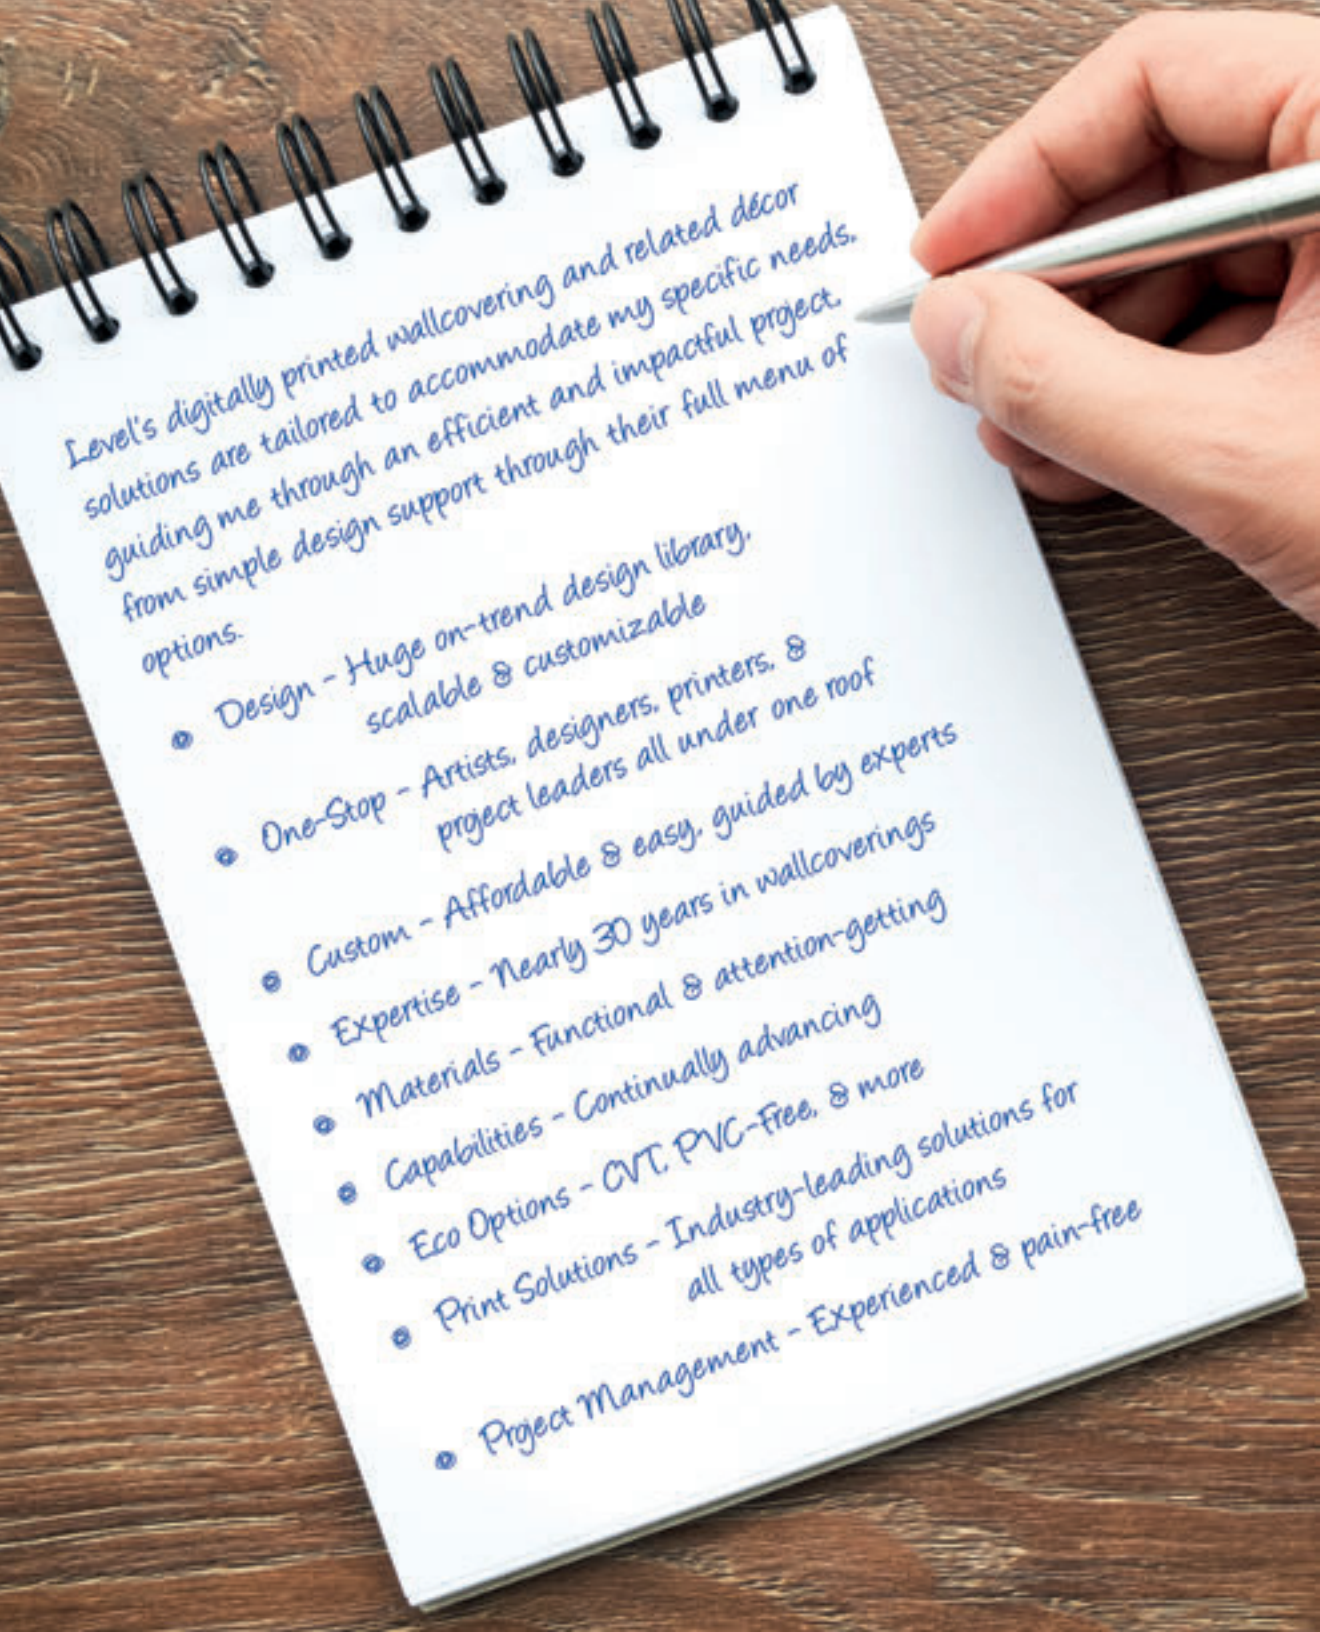 Level's digitally printed wallcovering and related décor
solutions are tailored to accommodate my specific needs,
guiding me through an efficient and impactful project,
from simple design support through their full menu of
options.
• Design - Huge on-trend design library,
scalable & customizable
• One-Stop - Artists, designers, printers, &
project leaders all under one roof
• Custom - Affordable & easy, guided by experts
• Expertise - Nearly 30 years in wallcoverings
• Materials - Functional & attention-getting
• Capabilities - Continually advancing
• Eco Options - CVT, PVC-Free, & more
• Print Solutions - Industry-leading solutions for
all types of applications
• Project Management - Experienced & pain-free